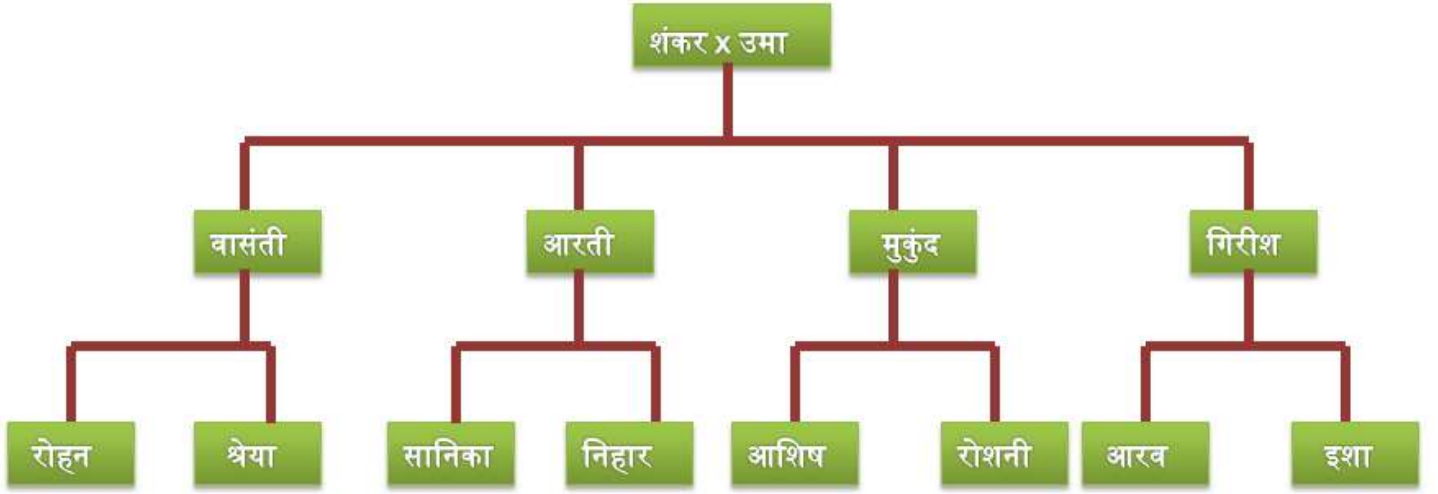 शंकर x उमा
वासंती
आरती
मुकुंद
गिरीश
रोहन
श्रेया
सानिका
निहार
आशिष
रोशनी
आरव
इशा